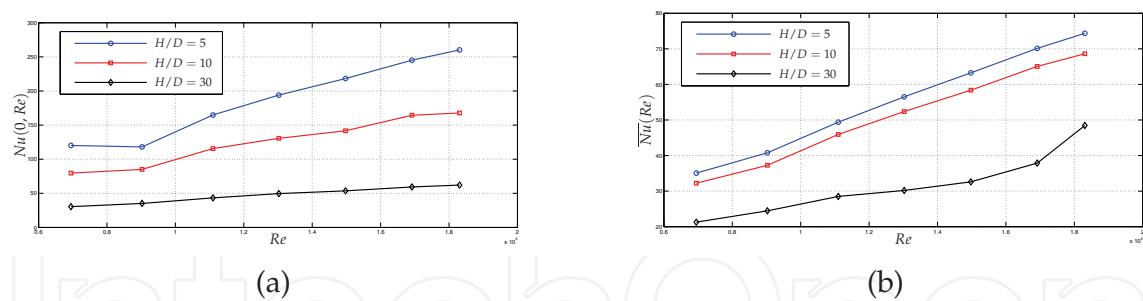 300
250
200
150
100
50
0
0.6
0.8
1
1.2
1.4
1.6
1.8
2
x 10⁴
Nu(0, Re)
Re
H/D = 5
H/D = 10
H/D = 30
(a)
80
70
60
50
40
30
20
0.6
0.8
1
1.2
1.4
1.6
1.8
2
x 10⁴
N̅u̅(Re)
Re
H/D = 5
H/D = 10
H/D = 30
(b)